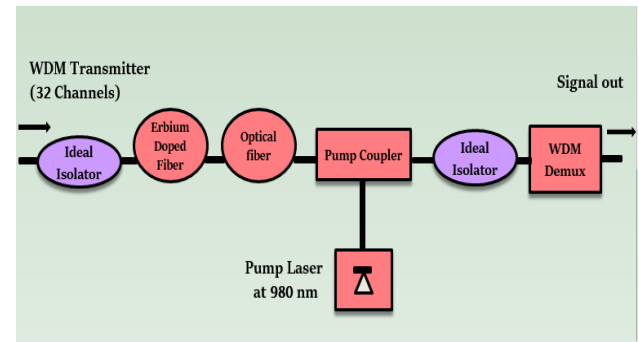 WDM Transmitter
(32 Channels)
Signal out
Ideal
Isolator
Erbium
Doped
Fiber
Optical
fiber
Pump Coupler
Ideal
Isolator
WDM
Demux
Pump Laser
at 980 nm